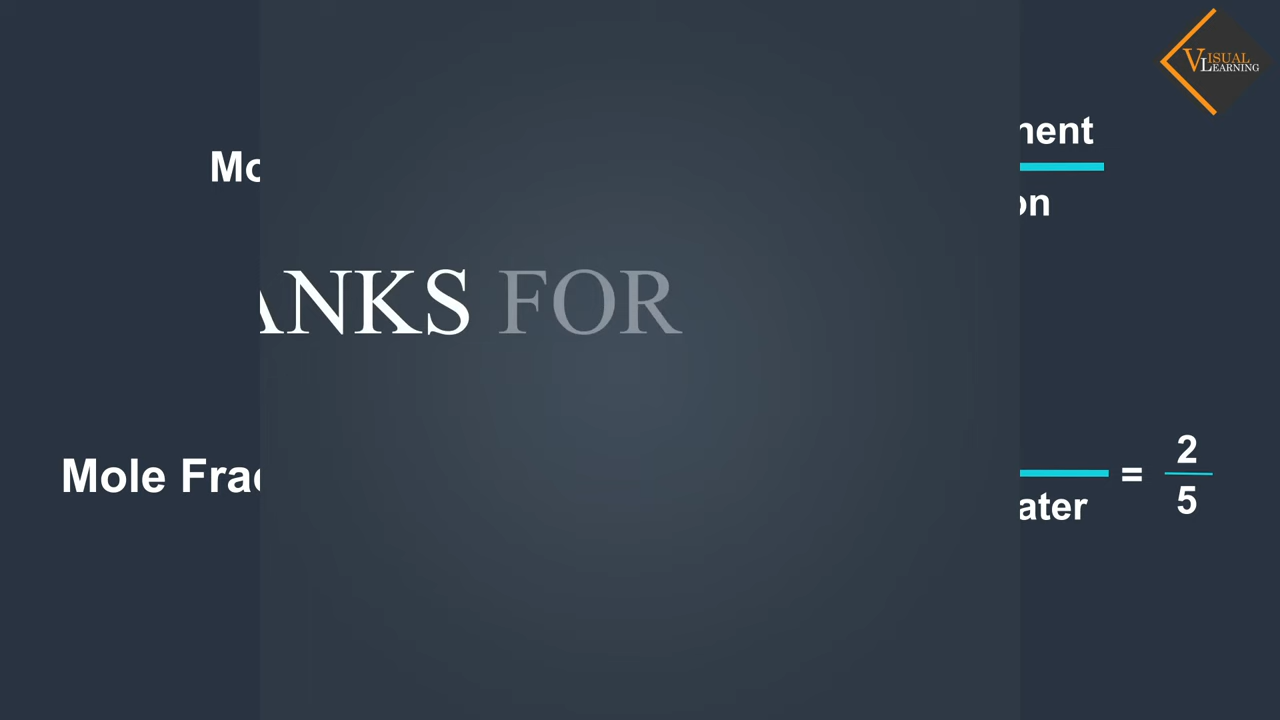 VISUAL
LEARNING
Mo
nent
on
ANKS FOR
Mole Frac
ater
= 2
5